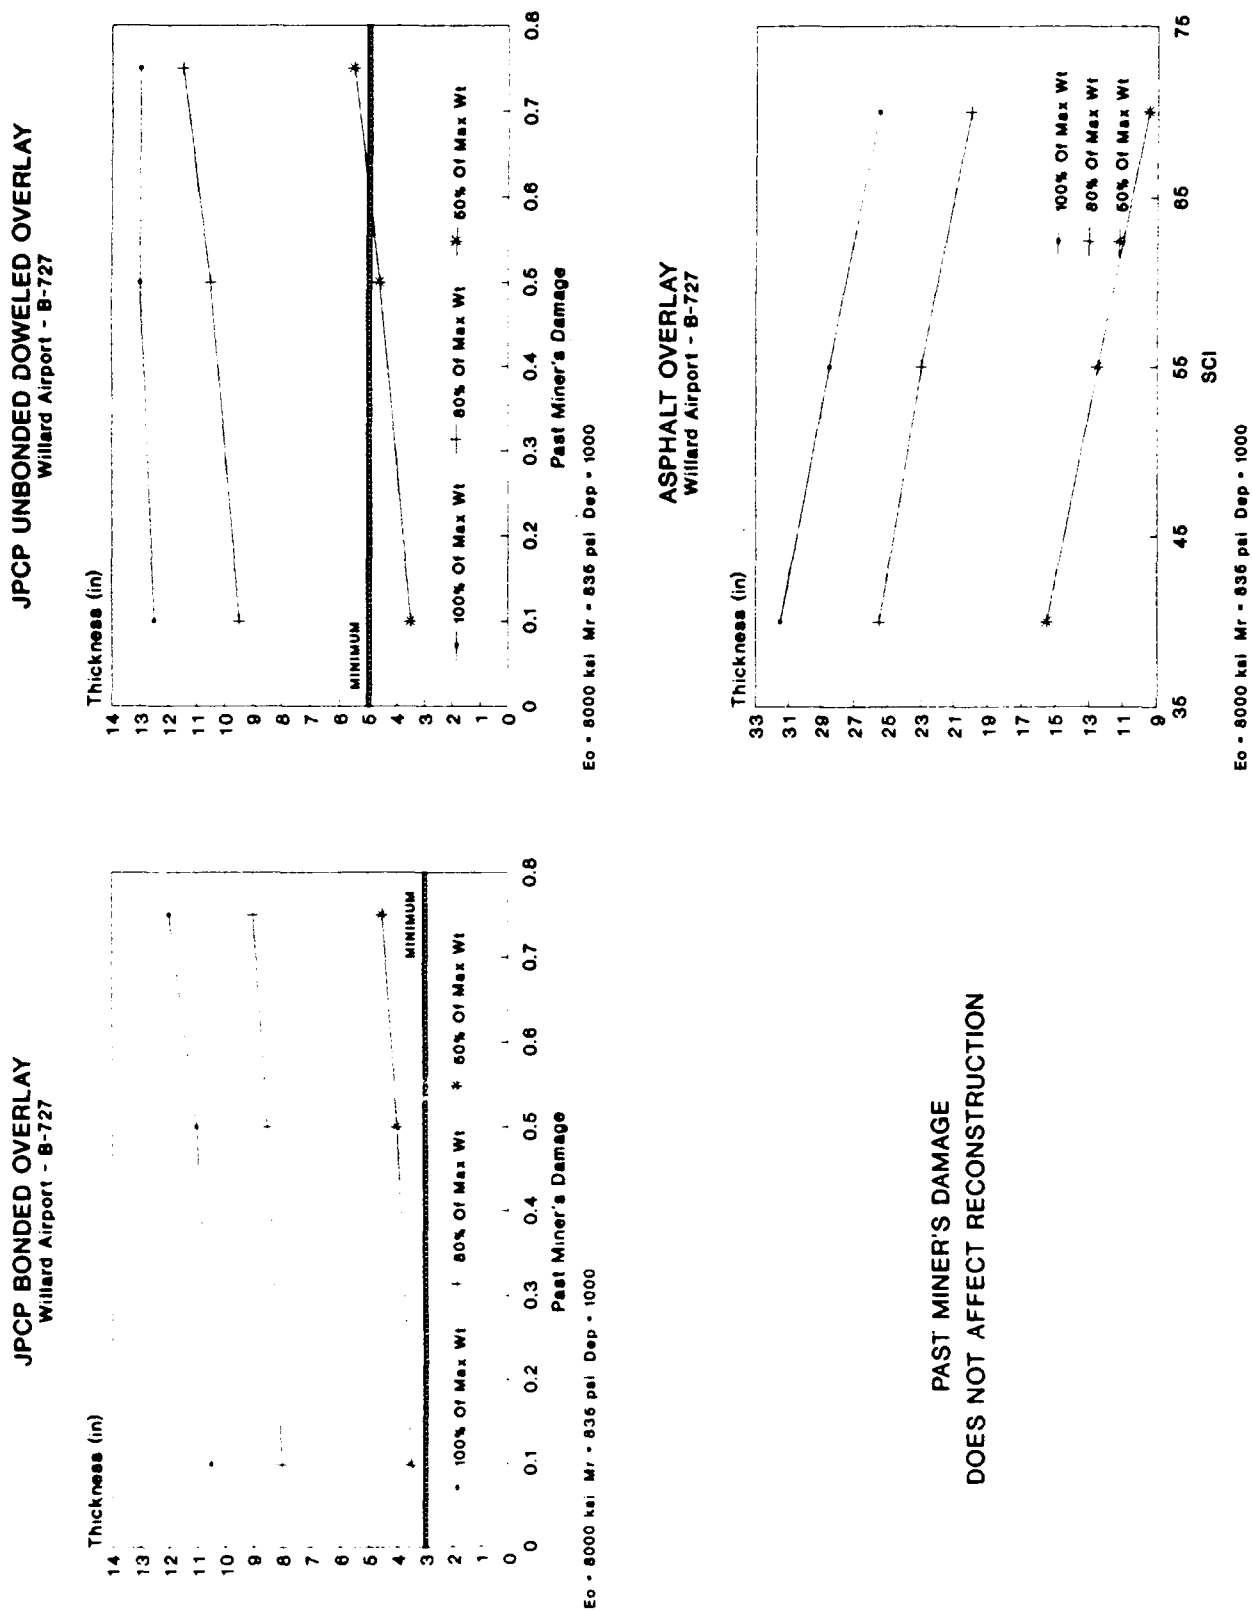 JPCP BONDED OVERLAY
Willard Airport - B-727
Thickness (in)
14
13
12
11
10
9
8
7
6
5
4
3
2
1
0
MINIMUM
100% Of Max Wt
80% Of Max Wt
60% Of Max Wt
0
0.1
0.2
0.3
0.4
0.5
0.6
0.7
0.8
Past Miner's Damage
Eo = 8000 ksi Mr = 836 psi Dep = 1000
JPCP UNBONDED DOWELED OVERLAY
Willard Airport - B-727
Thickness (in)
14
13
12
11
10
9
8
7
6
5
4
3
2
1
0
MINIMUM
100% Of Max Wt
80% Of Max Wt
60% Of Max Wt
0
0.1
0.2
0.3
0.4
0.5
0.6
0.7
0.8
Past Miner's Damage
Eo = 8000 ksi Mr = 836 psi Dep = 1000
PAST MINER'S DAMAGE
DOES NOT AFFECT RECONSTRUCTION
ASPHALT OVERLAY
Willard Airport - B-727
Thickness (in)
33
31
29
27
25
23
21
19
17
15
13
11
9
100% Of Max Wt
80% Of Max Wt
60% Of Max Wt
35
45
55
65
75
SCI
Eo = 8000 ksi Mr = 836 psi Dep = 1000